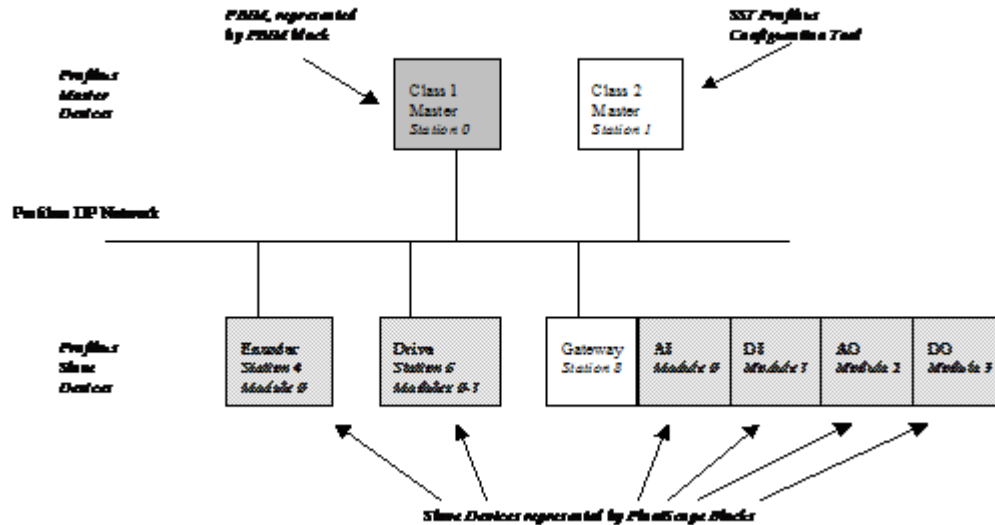 PBIM, represented
by PBIM block
SST Profibus
Configuration Tool
Profibus
Master
Devices
Class 1
Master
Station 0
Class 2
Master
Station 1
Profibus DP Network
Profibus
Slave
Devices
Encoder
Station 4
Module 0
Drive
Station 6
Modules 0-1
Gateway
Station 8
AI
Module 0
DI
Module 1
AO
Module 2
DO
Module 3
Slave Devices represented by PlantScape Blocks